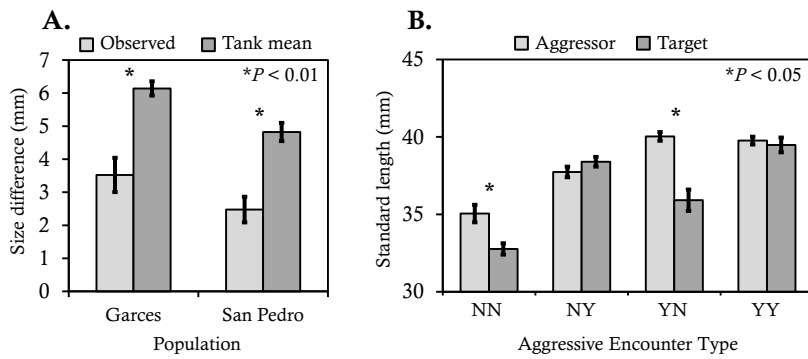 A.
Observed Tank mean
*P < 0.01
7
6
5
4
3
2
1
0
Size difference (mm)
*
*
Garces San Pedro
Population
B.
Aggressor Target
*P < 0.05
45
40
35
30
Standard length (mm)
*
*
NN NY YN YY
Aggressive Encounter Type